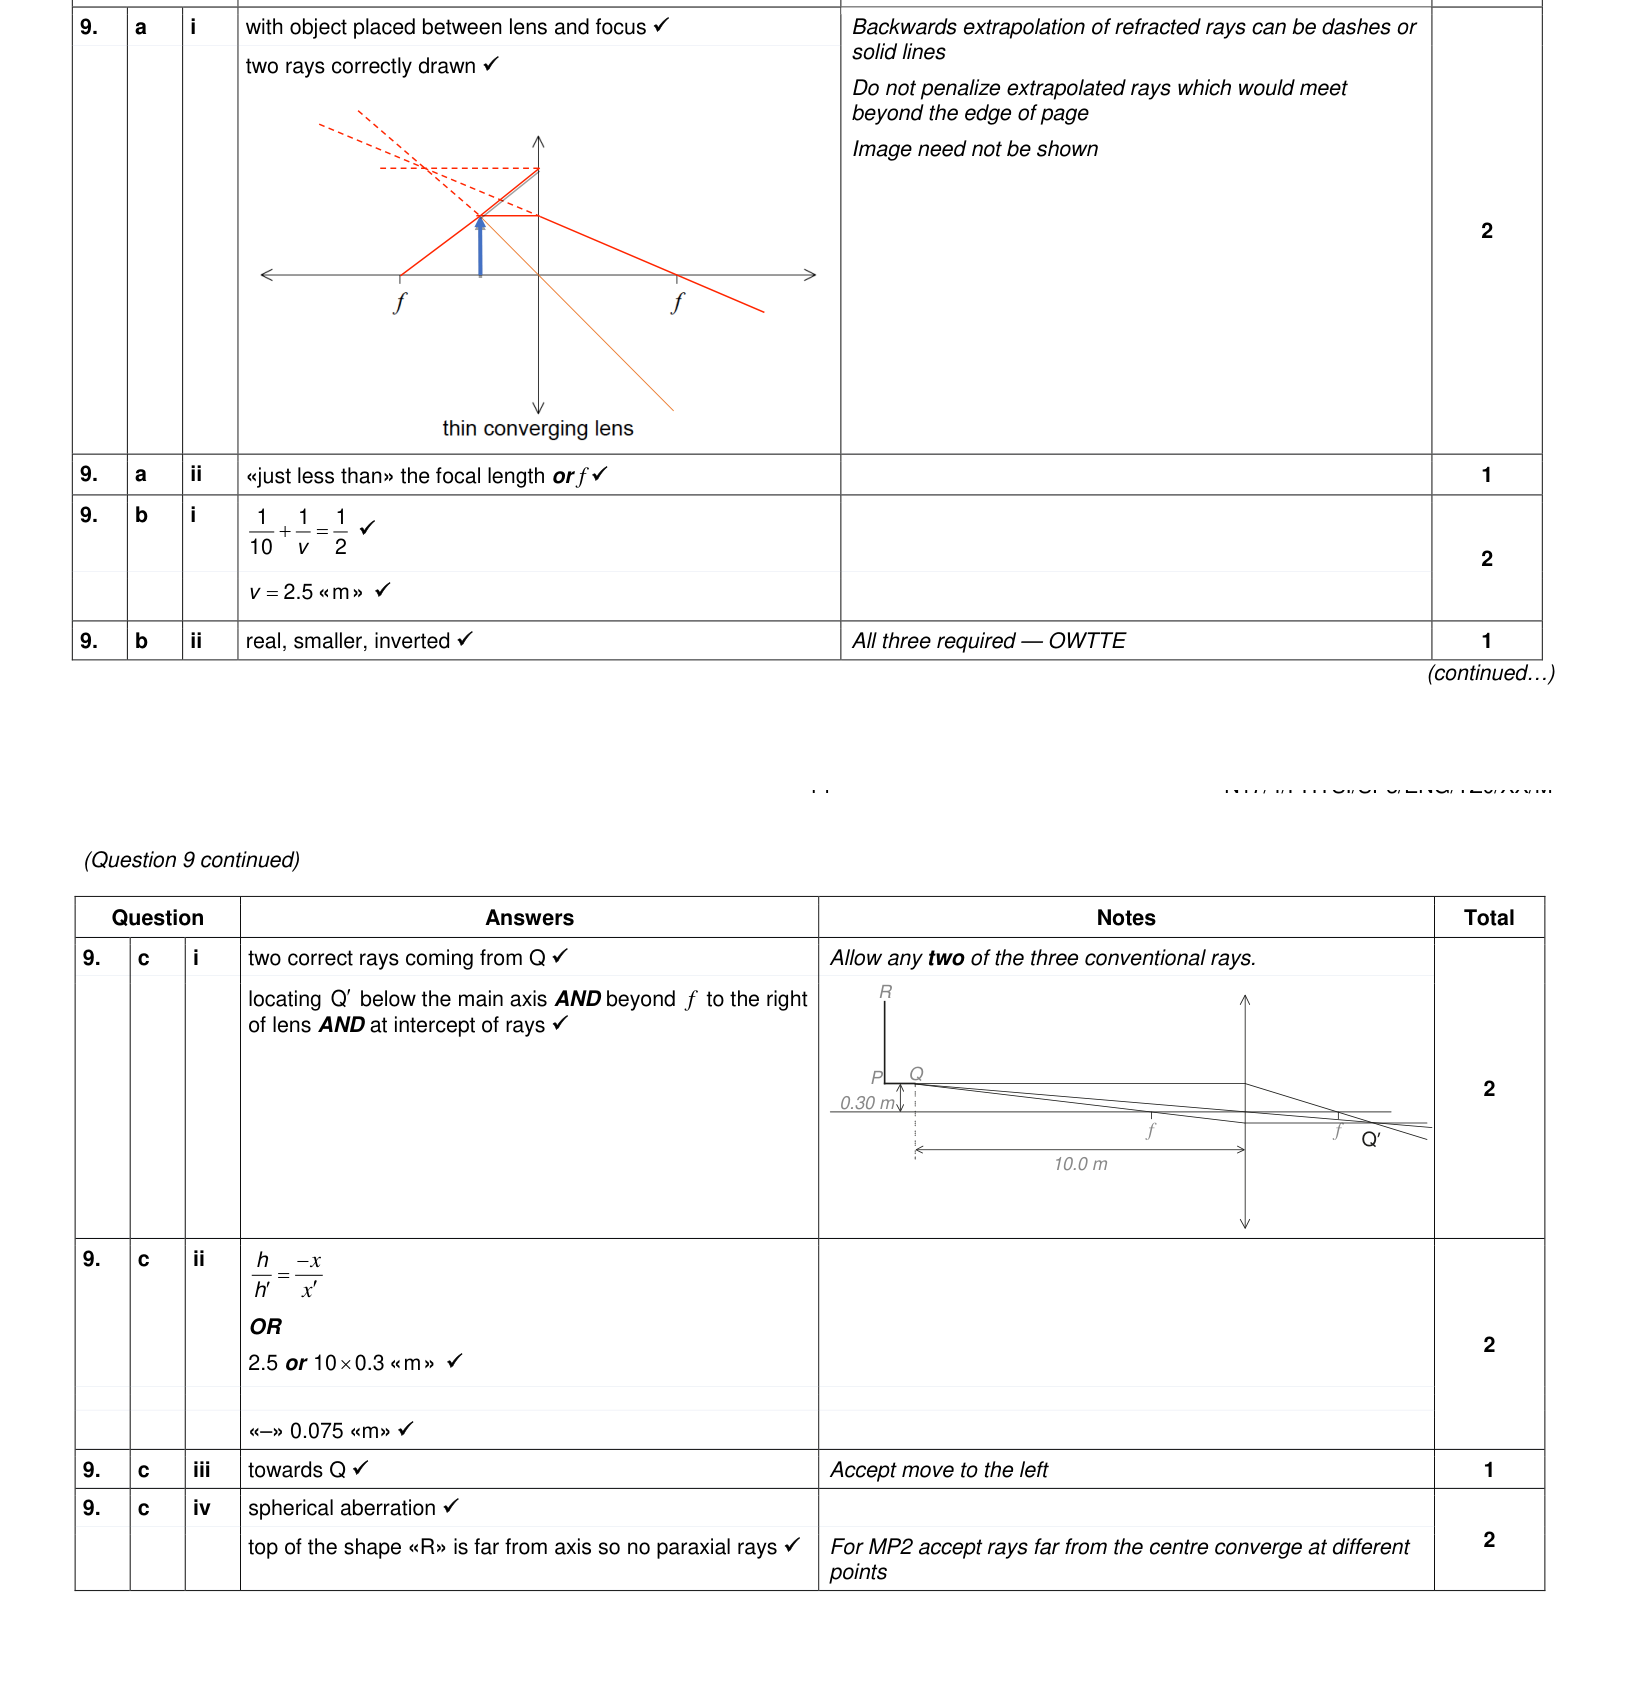 9. a i with object placed between lens and focus ✓ Backwards extrapolation of refracted rays can be dashes or
solid lines
two rays correctly drawn ✓
Do not penalize extrapolated rays which would meet
beyond the edge of page
Image need not be shown
2
f f
thin converging lens
9. a ii «just less than» the focal length or f ✓ 1
9. b i 1/10 + 1/v = 1/2 ✓
2
v = 2.5 «m» ✓
9. b ii real, smaller, inverted ✓ All three required — OWTTE 1
(continued…)
(Question 9 continued)
Question Answers Notes Total
9. c i two correct rays coming from Q ✓ Allow any two of the three conventional rays.
locating Q′ below the main axis AND beyond f to the right
of lens AND at intercept of rays ✓
R
P Q
0.30 m
f f Q′
10.0 m
2
9. c ii h/h′ = −x/x′
OR
2.5 or 10×0.3 «m» ✓
2
«–» 0.075 «m» ✓
9. c iii towards Q ✓ Accept move to the left 1
9. c iv spherical aberration ✓
2
top of the shape «R» is far from axis so no paraxial rays ✓ For MP2 accept rays far from the centre converge at different
points